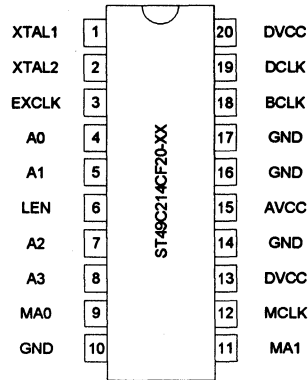 XTAL1 1 20 DVCC
XTAL2 2 19 DCLK
EXCLK 3 18 BCLK
A0 4 17 GND
A1 5 16 GND
LEN 6 15 AVCC
A2 7 14 GND
A3 8 13 DVCC
MA0 9 12 MCLK
GND 10 11 MA1
ST49C214CF20-XX